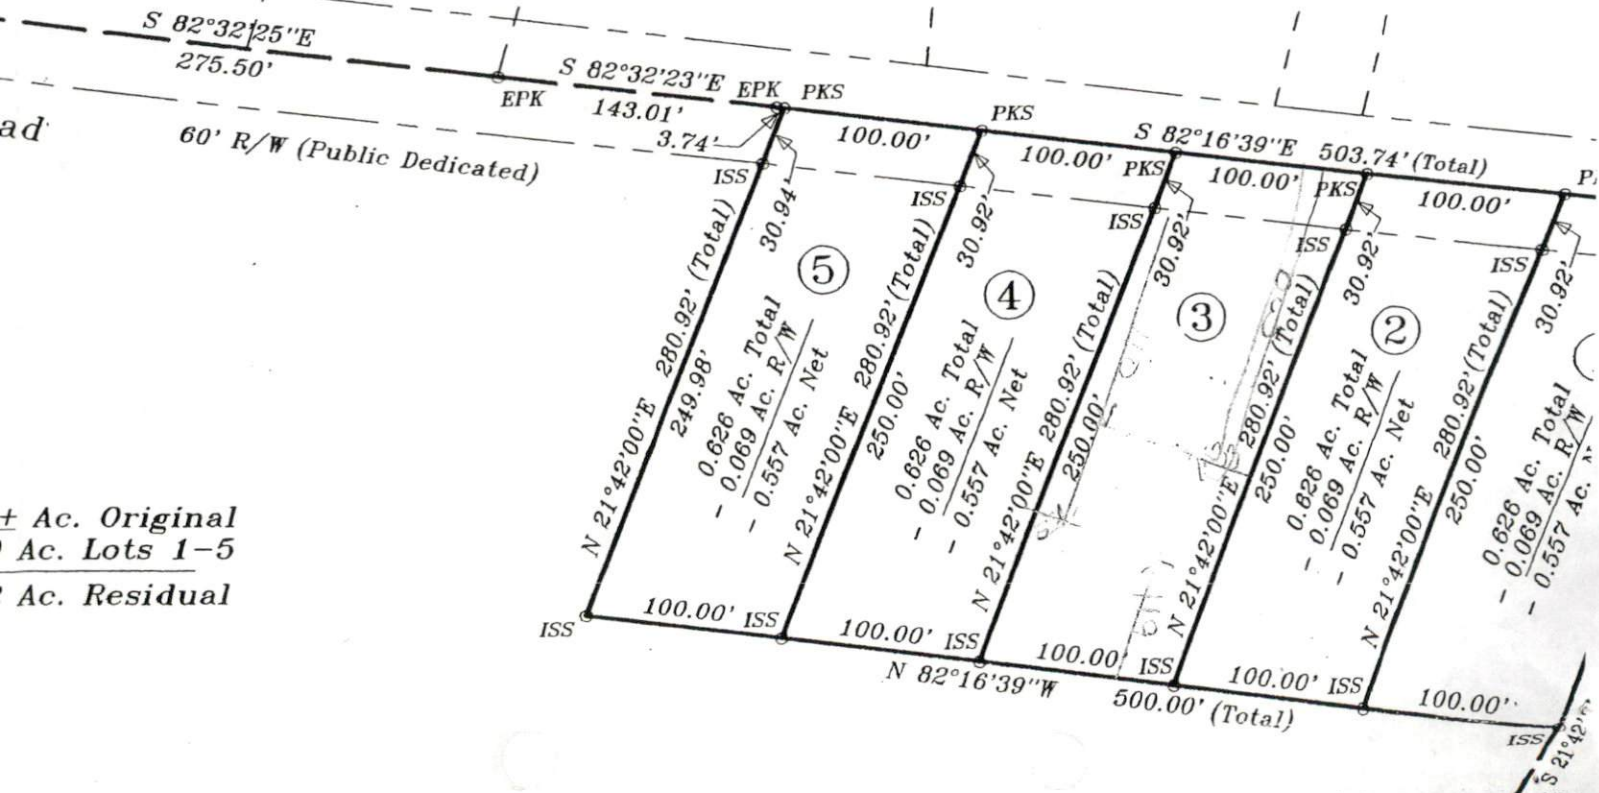 S 82°32'25"E
275.50'
EPK
S 82°32'23"E
143.01'
3.74'
EPK
PKS
100.00'
PKS
100.00'
S 82°16'39"E 503.74' (Total)
PKS
100.00'
PKS
100.00'
ad
60' R/W (Public Dedicated)
ISS
30.94'
ISS
30.92'
ISS
30.92'
ISS
30.92'
ISS
30.92'
N 21°42'00"E 280.92' (Total)
249.98'
5
0.626 Ac. Total
- 0.069 Ac. R/W
- 0.557 Ac. Net
N 21°42'00"E 280.92' (Total)
250.00'
4
0.626 Ac. Total
- 0.069 Ac. R/W
- 0.557 Ac. Net
N 21°42'00"E 280.92' (Total)
250.00'
3
N 21°42'00"E 280.92' (Total)
250.00'
2
0.626 Ac. Total
- 0.069 Ac. R/W
- 0.557 Ac. Net
N 21°42'00"E 280.92' (Total)
250.00'
0.626 Ac. Total
- 0.069 Ac. R/W
- 0.557 Ac.
± Ac. Original
Ac. Lots 1-5
Ac. Residual
ISS
100.00'
ISS
100.00'
ISS
100.00'
ISS
100.00'
ISS
100.00'
ISS
N 82°16'39"W
500.00' (Total)
S 21°42'